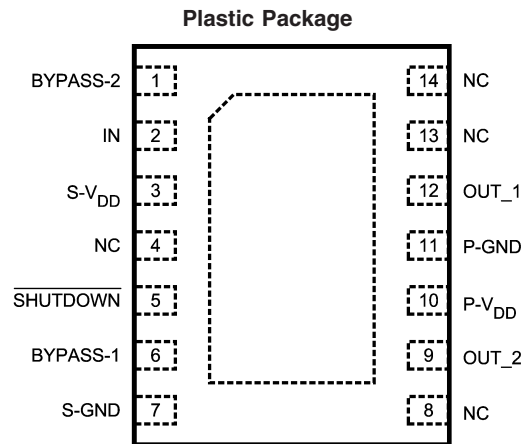 Plastic Package
BYPASS-2 1 14 NC
IN 2 13 NC
S-VDD 3 12 OUT_1
NC 4 11 P-GND
SHUTDOWN 5 10 P-VDD
BYPASS-1 6 9 OUT_2
S-GND 7 8 NC